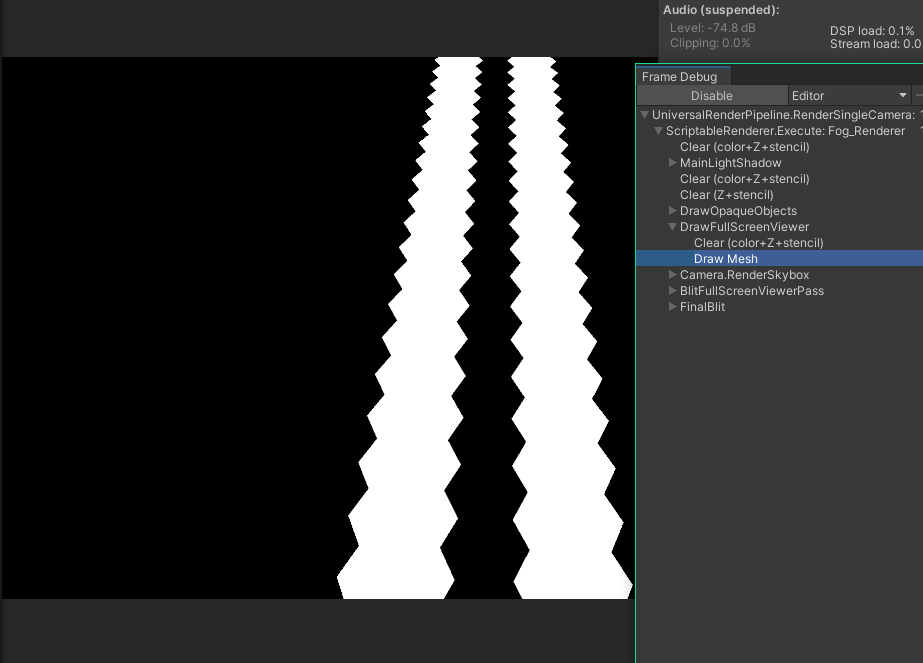 Audio (suspended):
Level: -74.8 dB
DSP load: 0.1%
Clipping: 0.0%
Stream load: 0.0
Frame Debug
Disable
Editor
UniversalRenderPipeline.RenderSingleCamera:
ScriptableRenderer.Execute: Fog_Renderer
Clear (color+Z+stencil)
MainLightShadow
Clear (color+Z+stencil)
Clear (Z+stencil)
DrawOpaqueObjects
DrawFullScreenViewer
Clear (color+Z+stencil)
Draw Mesh
Camera.RenderSkybox
BlitFullScreenViewerPass
FinalBlit